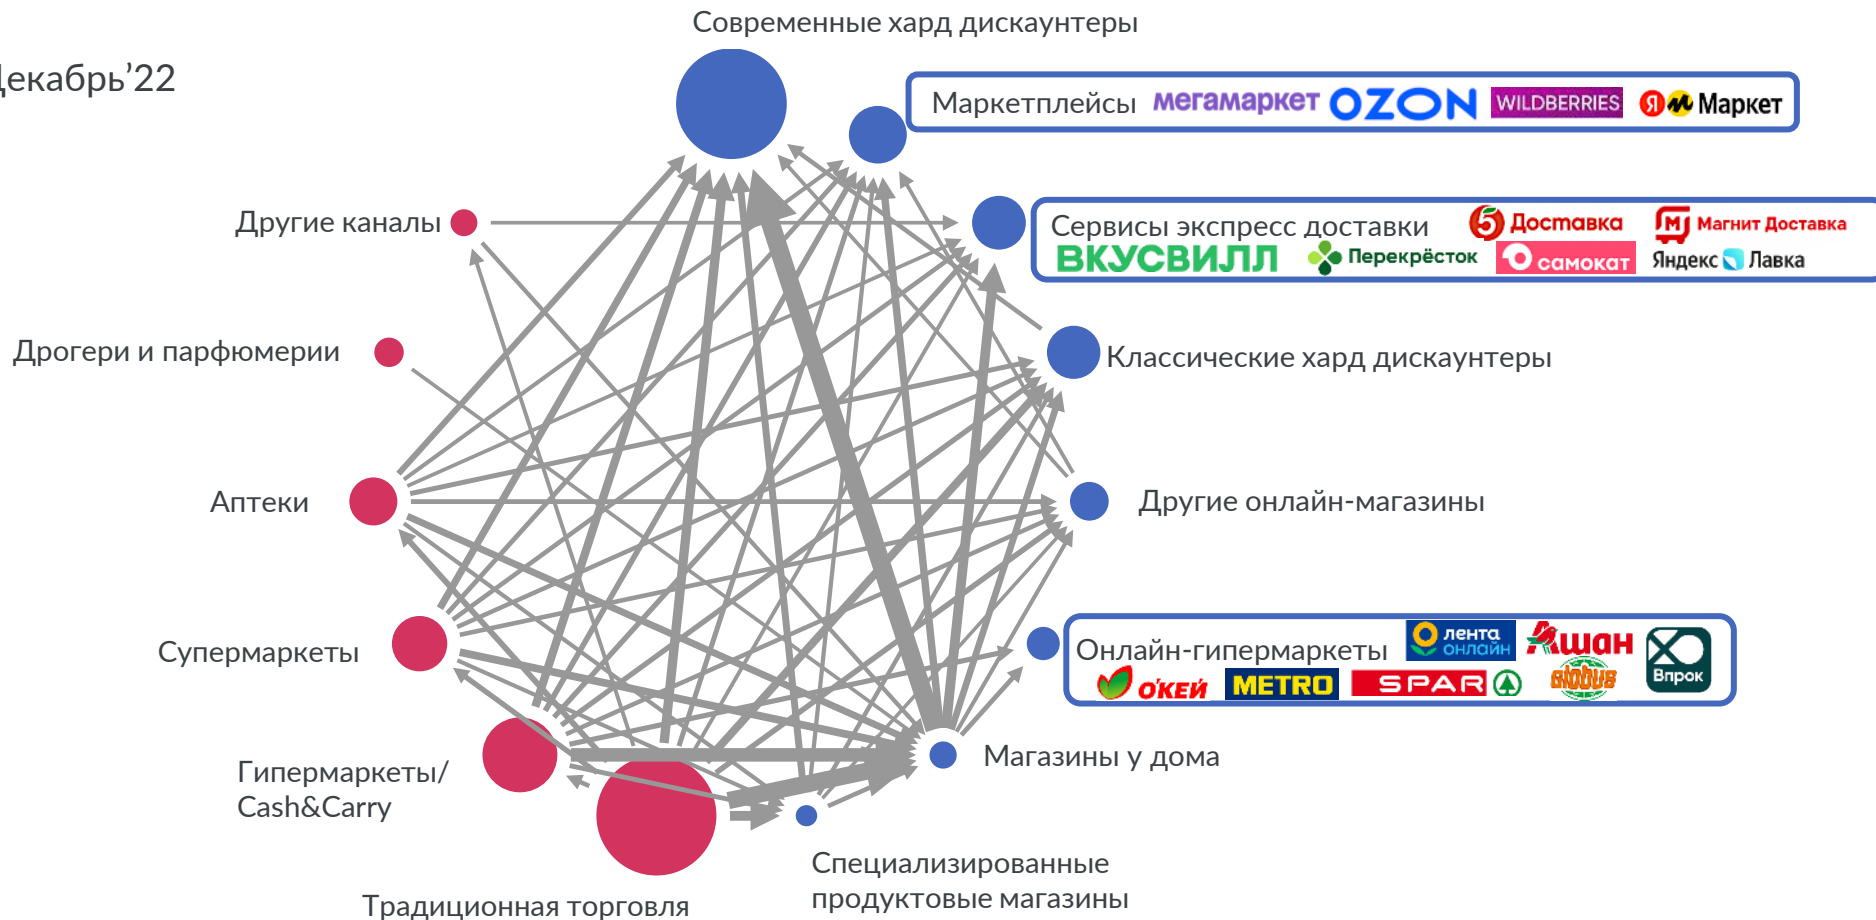 Современные хард дискаунтеры
Декабрь’22
Маркетплейсы мегамаркет OZON WILDBERRIES Я М Маркет
Другие каналы
Сервисы экспресс доставки 5 Доставка М Магнит Доставка
ВКУСВИЛЛ Перекрёсток самокат Яндекс Лавка
Дрогери и парфюмерии
Классические хард дискаунтеры
Аптеки
Другие онлайн-магазины
Супермаркеты
Онлайн-гипермаркеты лента онлайн Ашан Впрок
О'КЕЙ METRO SPAR globus
Гипермаркеты/
Cash&Carry
Магазины у дома
Специализированные
продуктовые магазины
Традиционная торговля